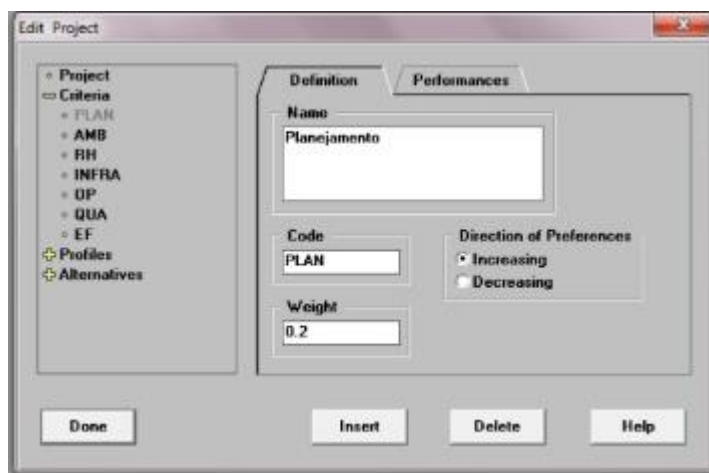 Edit Project
Project
Criteria
PLAN
AMB
RH
INFRA
OP
QUA
EF
Profiles
Alternatives
Definition
Performances
Name
Planejamento
Code
PLAN
Direction of Preferences
Increasing
Decreasing
Weight
0.2
Done
Insert
Delete
Help